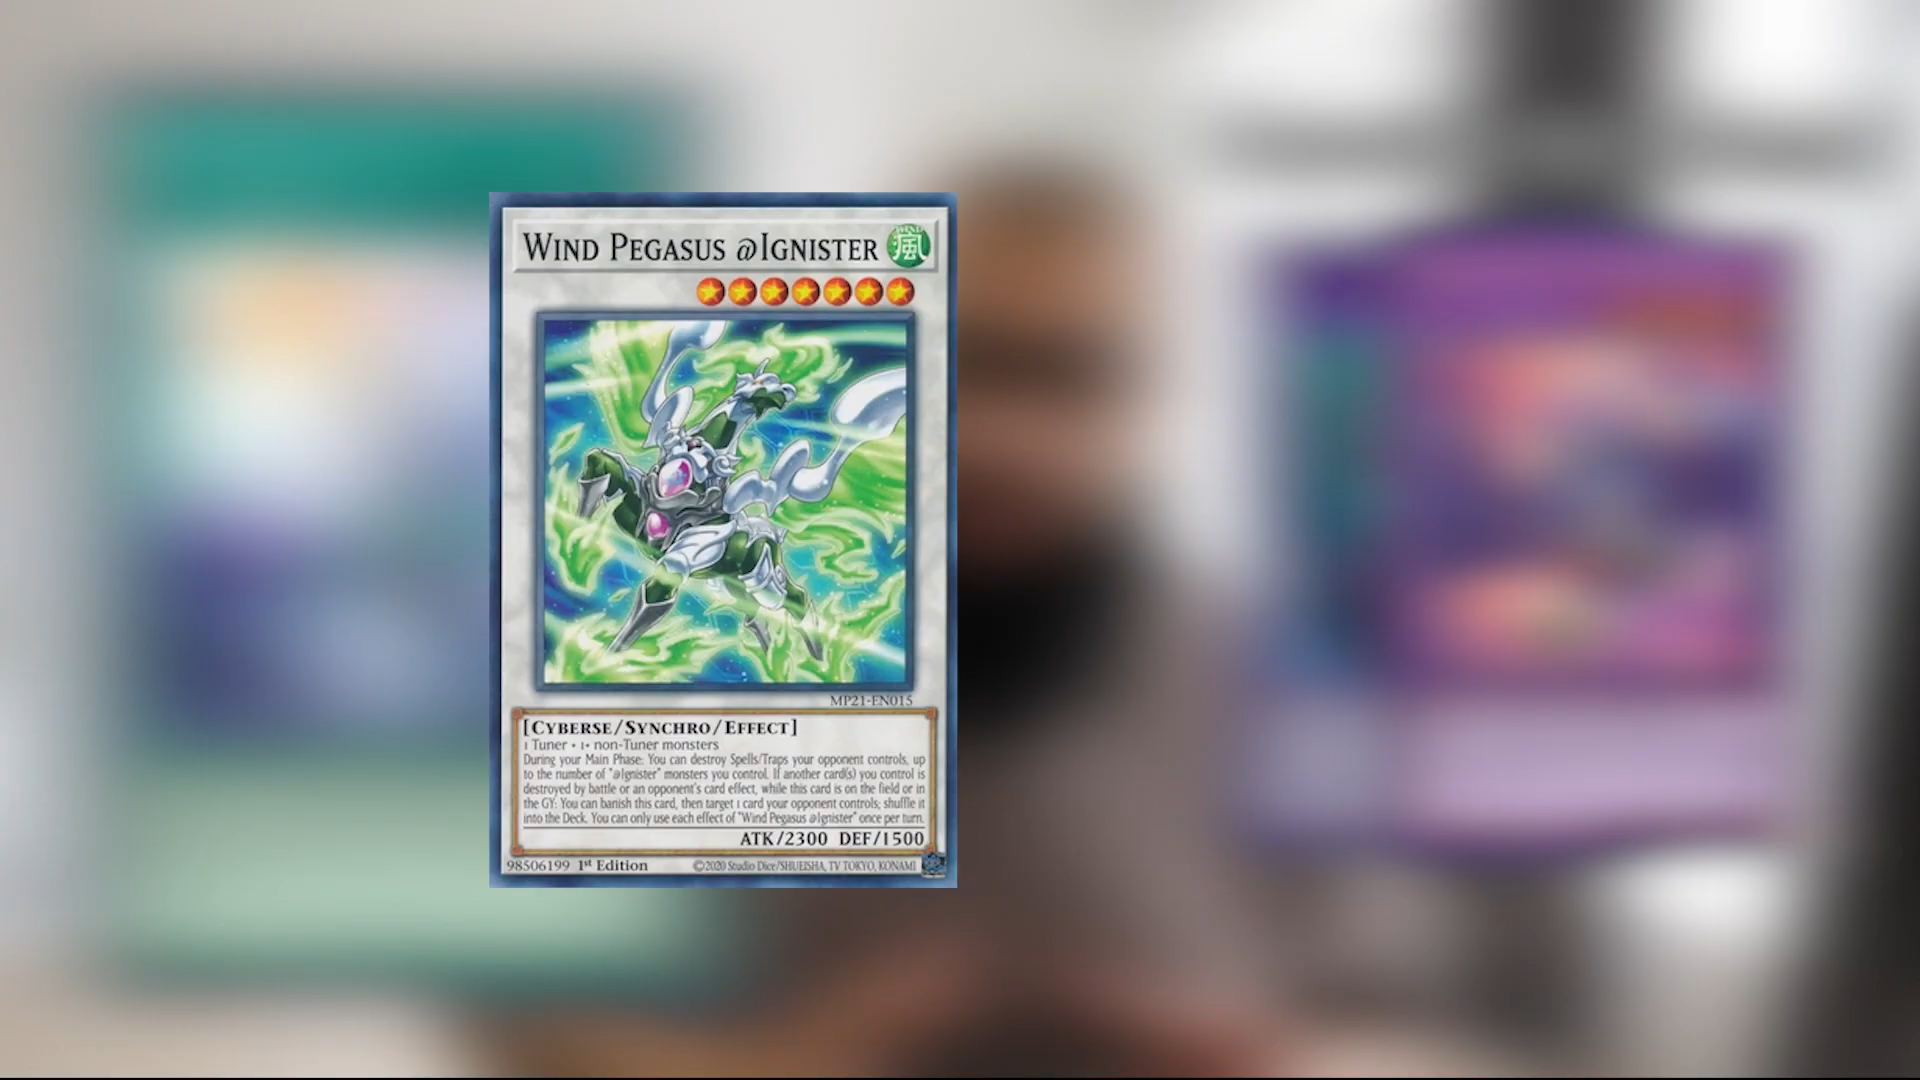 WIND PEGASUS @IGNISTER
WIND
風
MP21-EN015
[CYBERSE/SYNCHRO/EFFECT]
1 Tuner + 1+ non-Tuner monsters
During your Main Phase: You can destroy Spells/Traps your opponent controls, up
to the number of "@Ignister" monsters you control. If another card(s) you control is
destroyed by battle or an opponent's card effect, while this card is on the field or in
the GY: You can banish this card, then target 1 card your opponent controls; shuffle it
into the Deck. You can only use each effect of "Wind Pegasus @Ignister" once per turn.
ATK/2300 DEF/1500
98506199 1st Edition ©2020 Studio Dice/SHUEISHA, TV TOKYO, KONAMI